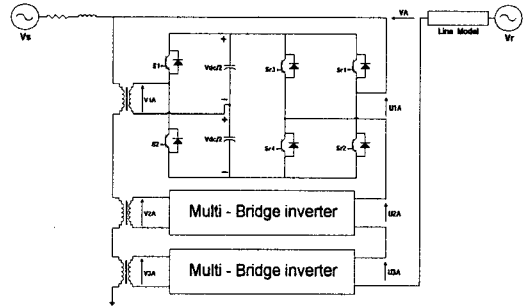 Vs
VA
Line Model
Vr
S1
Vdc/2
Sr3
Sr1
V1A
U1A
S2
Vdc/2
Sr4
Sr2
V2A
Multi - Bridge inverter
U2A
V3A
Multi - Bridge inverter
U3A